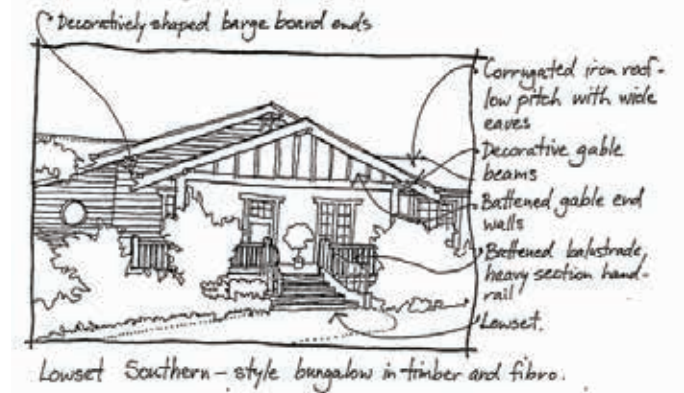 Decoratively shaped barge board ends
Corrugated iron roof-
low pitch with wide
eaves
Decorative gable
beams
Battened gable end
walls
Battened balustrade,
heavy section hand-
rail
Lowset.
Lowset Southern - style bungalow in timber and fibro.